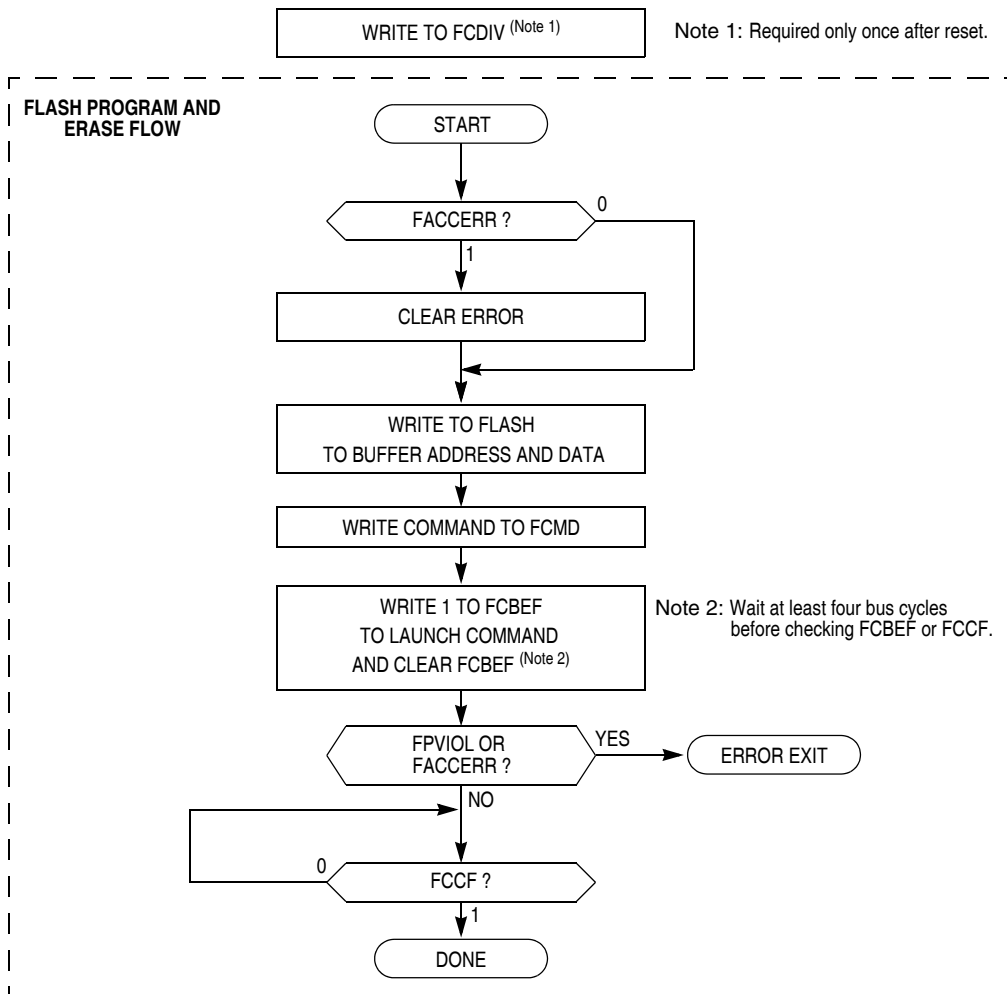 WRITE TO FCDIV (Note 1)
Note 1: Required only once after reset.
FLASH PROGRAM AND
ERASE FLOW
START
FACCERR ?
0
1
CLEAR ERROR
WRITE TO FLASH
TO BUFFER ADDRESS AND DATA
WRITE COMMAND TO FCMD
WRITE 1 TO FCBEF
TO LAUNCH COMMAND
AND CLEAR FCBEF (Note 2)
Note 2: Wait at least four bus cycles
before checking FCBEF or FCCF.
FPVIOL OR
FACCERR ?
YES
ERROR EXIT
NO
0
FCCF ?
1
DONE